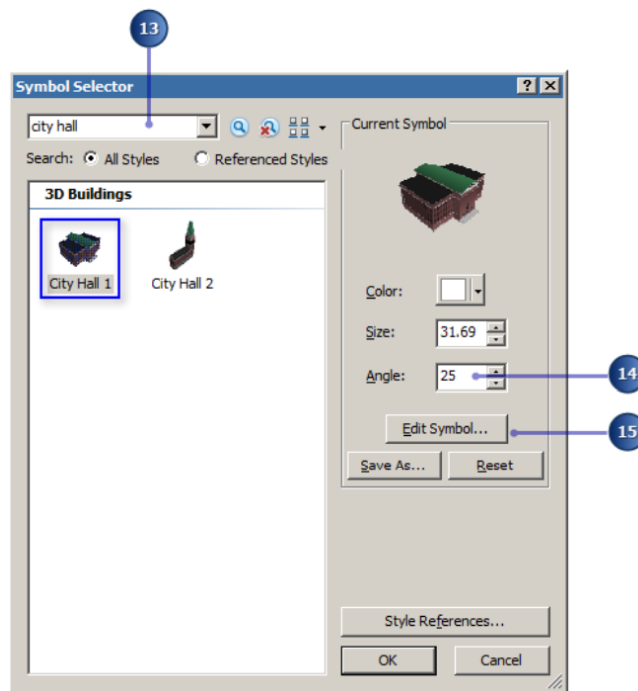 13
Symbol Selector
city hall
Current Symbol
Search: All Styles Referenced Styles
3D Buildings
City Hall 1 City Hall 2
Color:
Size: 31.69
Angle: 25
14
Edit Symbol...
15
Save As... Reset
Style References...
OK Cancel